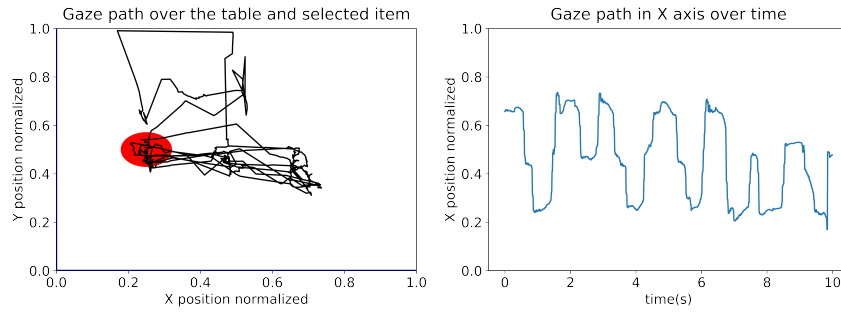 Gaze path over the table and selected item
1.0
0.8
0.6
0.4
0.2
0.0
Y position normalized
0.0 0.2 0.4 0.6 0.8 1.0
X position normalized
Gaze path in X axis over time
1.0
0.8
0.6
0.4
0.2
0.0
X position normalized
0 2 4 6 8 10
time(s)